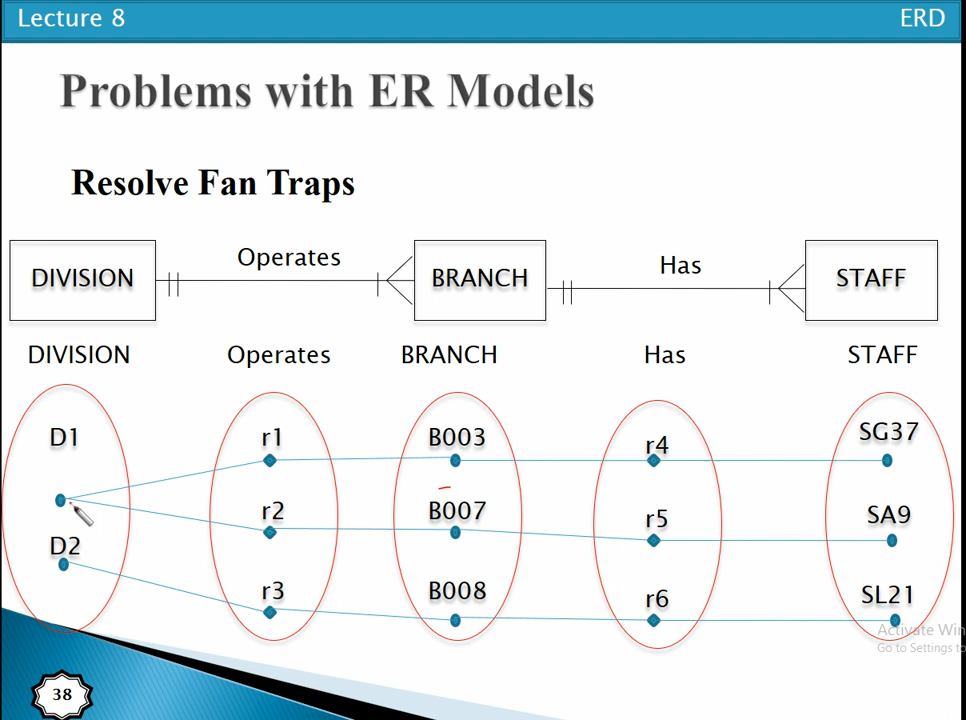 Lecture 8 ERD
Problems with ER Models
Resolve Fan Traps
Operates
Has
DIVISION BRANCH STAFF
DIVISION Operates BRANCH Has STAFF
D1 r1 B003 r4 SG37
r2 B007 r5 SA9
D2
r3 B008 r6 SL21
Activate Win
Go to Settings to
38